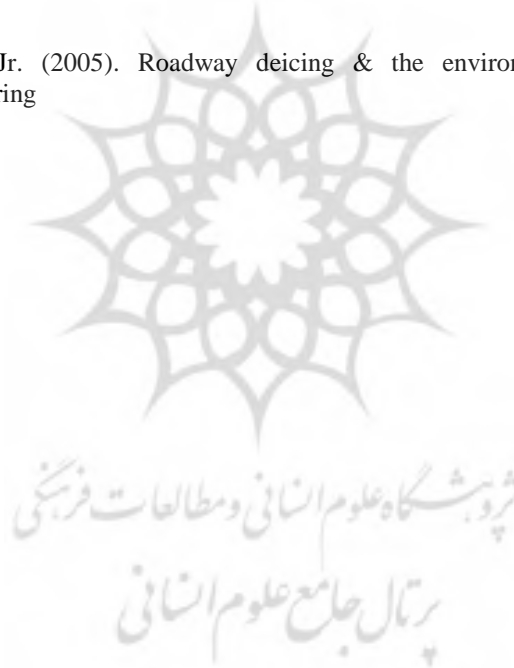 Jr. (2005). Roadway deicing & the environ
ring
پژوهشگاه علوم انسانی و مطالعات فرهنگی
پرتال جامع علوم انسانی